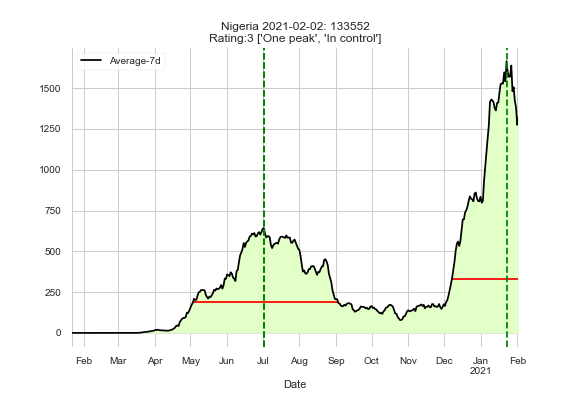 Nigeria 2021-02-02: 133552
Rating:3 ['One peak', 'In control']
Average-7d
1500
1250
1000
750
500
250
0
Feb Mar Apr May Jun Jul Aug Sep Oct Nov Dec Jan Feb
2021
Date